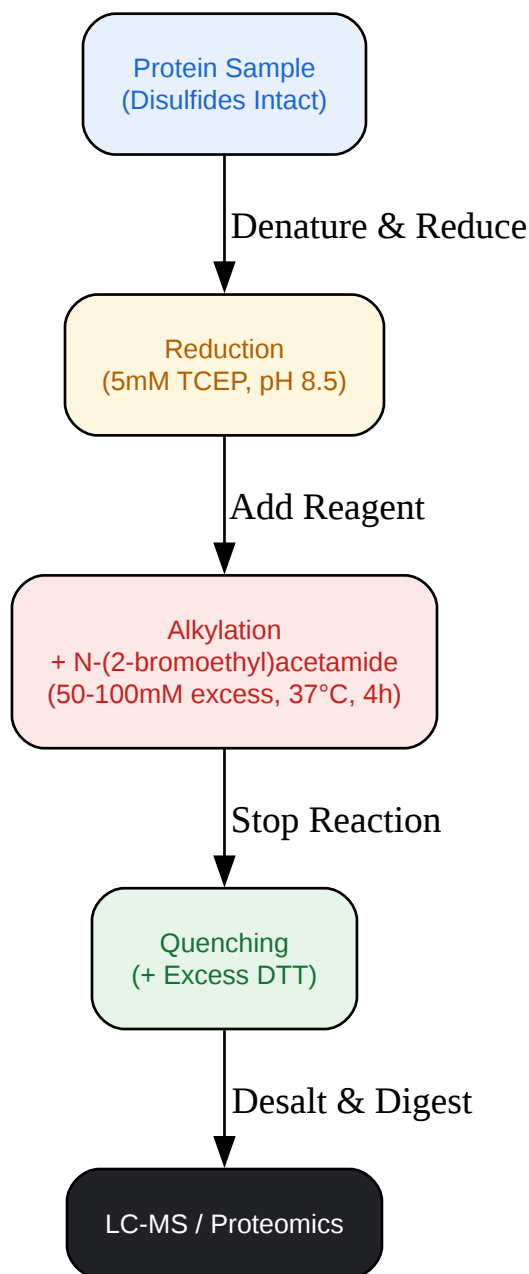 Protein Sample
(Disulfides Intact)
Denature & Reduce
Reduction
(5mM TCEP, pH 8.5)
Add Reagent
Alkylation
+ N-(2-bromoethyl)acetamide
(50-100mM excess, 37°C, 4h)
Stop Reaction
Quenching
(+ Excess DTT)
Desalt & Digest
LC-MS / Proteomics